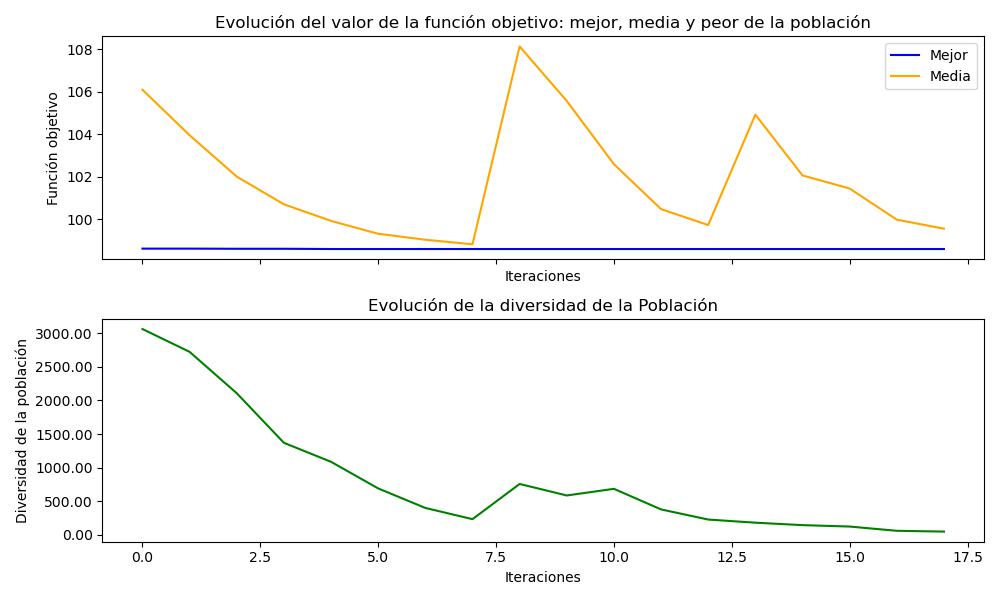 Evolución del valor de la función objetivo: mejor, media y peor de la población
108
106
104
102
100
Función objetivo
Mejor
Media
Iteraciones
Evolución de la diversidad de la Población
3000.00
2500.00
2000.00
1500.00
1000.00
500.00
0.00
Diversidad de la población
0.0 2.5 5.0 7.5 10.0 12.5 15.0 17.5
Iteraciones